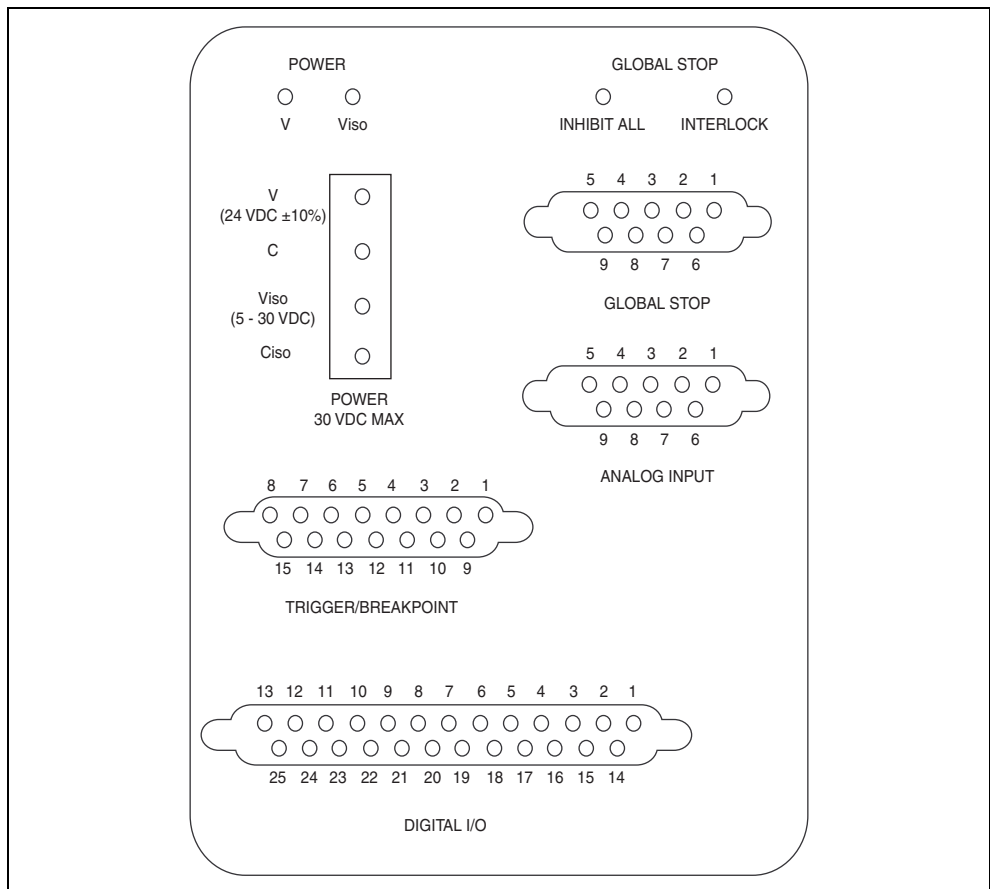 POWER
V Viso
GLOBAL STOP
INHIBIT ALL INTERLOCK
V
(24 VDC ±10%)
C
Viso
(5 - 30 VDC)
Ciso
POWER
30 VDC MAX
5 4 3 2 1
9 8 7 6
GLOBAL STOP
5 4 3 2 1
9 8 7 6
ANALOG INPUT
8 7 6 5 4 3 2 1
15 14 13 12 11 10 9
TRIGGER/BREAKPOINT
13 12 11 10 9 8 7 6 5 4 3 2 1
25 24 23 22 21 20 19 18 17 16 15 14
DIGITAL I/O